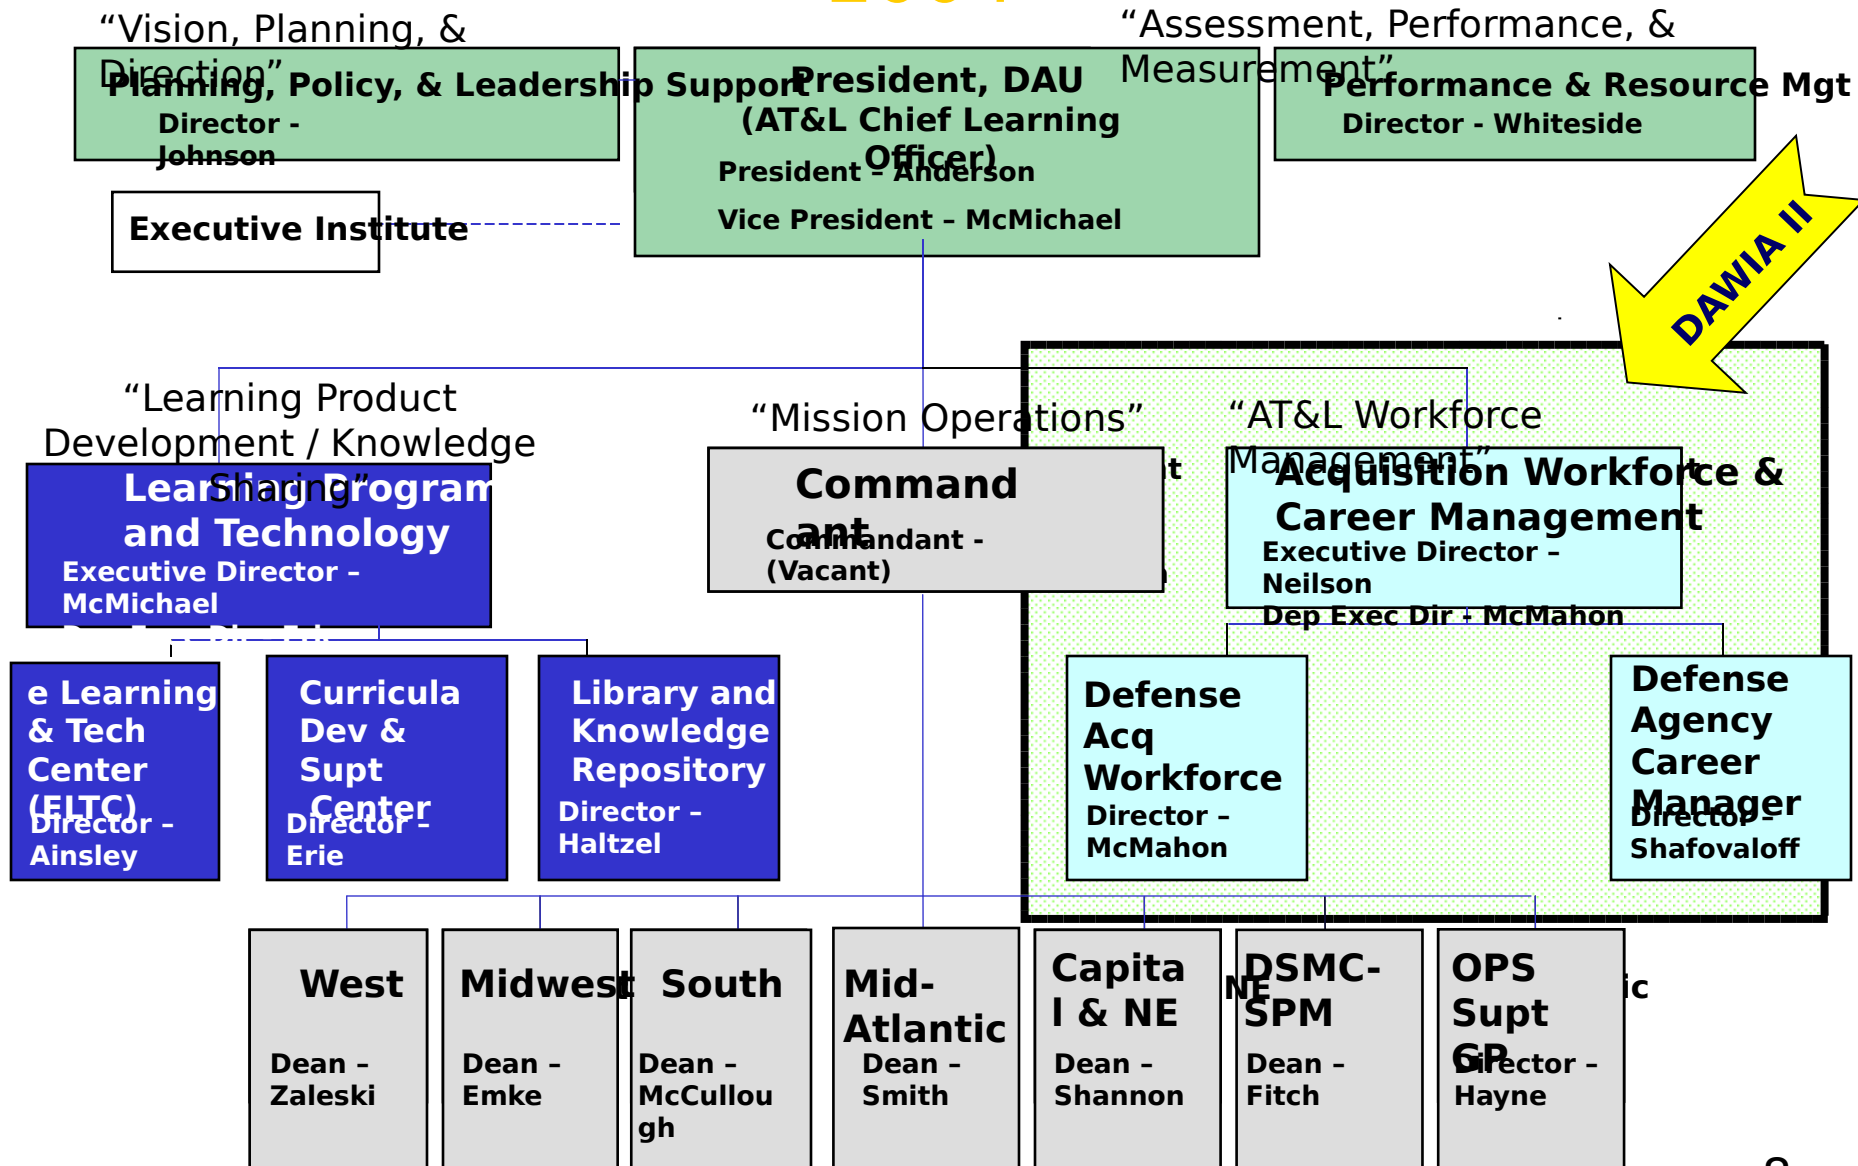 “Vision, Planning, &
Direction”
“Assessment, Performance, &
Measurement”
Planning, Policy, & Leadership Support
Director -
Johnson
President, DAU
(AT&L Chief Learning
Officer)
President – Anderson
Vice President – McMichael
Performance & Resource Mgt
Director - Whiteside
Executive Institute
DAWIA II
“Learning Product
Development / Knowledge
Sharing”
“Mission Operations”
“AT&L Workforce
Management”
Learning Program
and Technology
Executive Director –
McMichael
Command
ant
Commandant -
(Vacant)
Acquisition Workforce &
Career Management
Executive Director –
Neilson
Dep Exec Dir - McMahon
e Learning
& Tech
Center
(ELTC)
Director –
Ainsley
Curricula
Dev &
Supt
Center
Director –
Erie
Library and
Knowledge
Repository
Director –
Haltzel
Defense
Acq
Workforce
Director –
McMahon
Defense
Agency
Career
Manager
Director –
Shafovaloff
West
Dean –
Zaleski
Midwest
Dean –
Emke
South
Dean –
McCullou
gh
Mid-
Atlantic
Dean –
Smith
Capita
l & NE
Dean –
Shannon
NE
DSMC-
SPM
Dean –
Fitch
OPS
Supt
GP
Director –
Hayne
ic